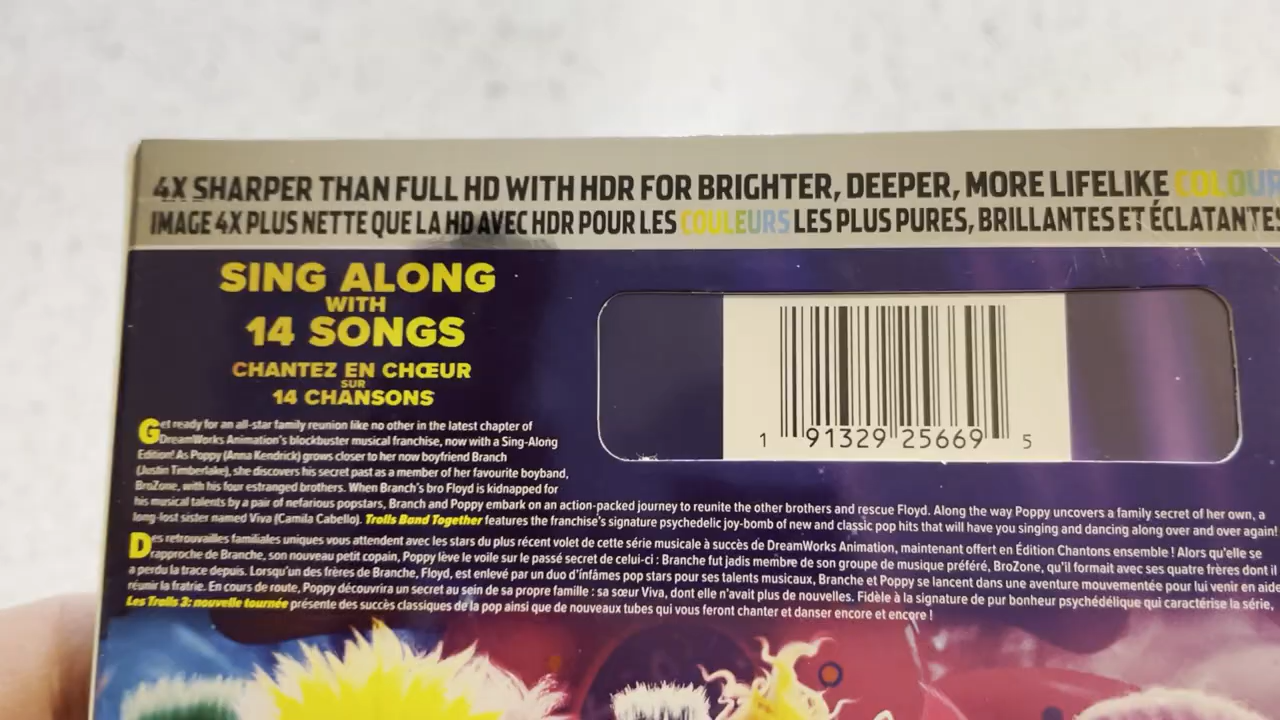 4X SHARPER THAN FULL HD WITH HDR FOR BRIGHTER, DEEPER, MORE LIFELIKE COLOUR
IMAGE 4X PLUS NETTE QUE LA HD AVEC HDR POUR LES COULEURS LES PLUS PURES, BRILLANTES ET ÉCLATANTES
SING ALONG
WITH
14 SONGS
CHANTEZ EN CHŒUR
SUR
14 CHANSONS
1 91329 25669 5
Get ready for an all-star family reunion like no other in the latest chapter of
DreamWorks Animation's blockbuster musical franchise, now with a Sing-Along
Edition! As Poppy (Anna Kendrick) grows closer to her now boyfriend Branch
(Justin Timberlake), she discovers his secret past as a member of her favourite boyband,
BroZone, with his four estranged brothers. When Branch's bro Floyd is kidnapped for
his musical talents by a pair of nefarious popstars, Branch and Poppy embark on an action-packed journey to reunite the other brothers and rescue Floyd. Along the way Poppy uncovers a family secret of her own, a
long-lost sister named Viva (Camila Cabello). Trolls Band Together features the franchise's signature psychedelic joy-bomb of new and classic pop hits that will have you singing and dancing along over and over again!
Des retrouvailles familiales uniques vous attendent avec les stars du plus récent volet de cette série musicale à succès de DreamWorks Animation, maintenant offert en Édition Chantons ensemble ! Alors qu'elle se
rapproche de Branche, son nouveau petit copain, Poppy lève le voile sur le passé secret de celui-ci : Branche fut jadis membre de son groupe de musique préféré, BroZone, qu'il formait avec ses quatre frères dont il
a perdu la trace depuis. Lorsqu'un des frères de Branche, Floyd, est enlevé par un duo d'infâmes pop stars pour ses talents musicaux, Branche et Poppy se lancent dans une aventure mouvementée pour lui venir en aide
réunir la fratrie. En cours de route, Poppy découvrira un secret au sein de sa propre famille : sa sœur Viva, dont elle n'avait plus de nouvelles. Fidèle à la signature de pur bonheur psychédélique qui caractérise la série,
Les Trolls 3: nouvelle tournée présente des succès classiques de la pop ainsi que de nouveaux tubes qui vous feront chanter et danser encore et encore !